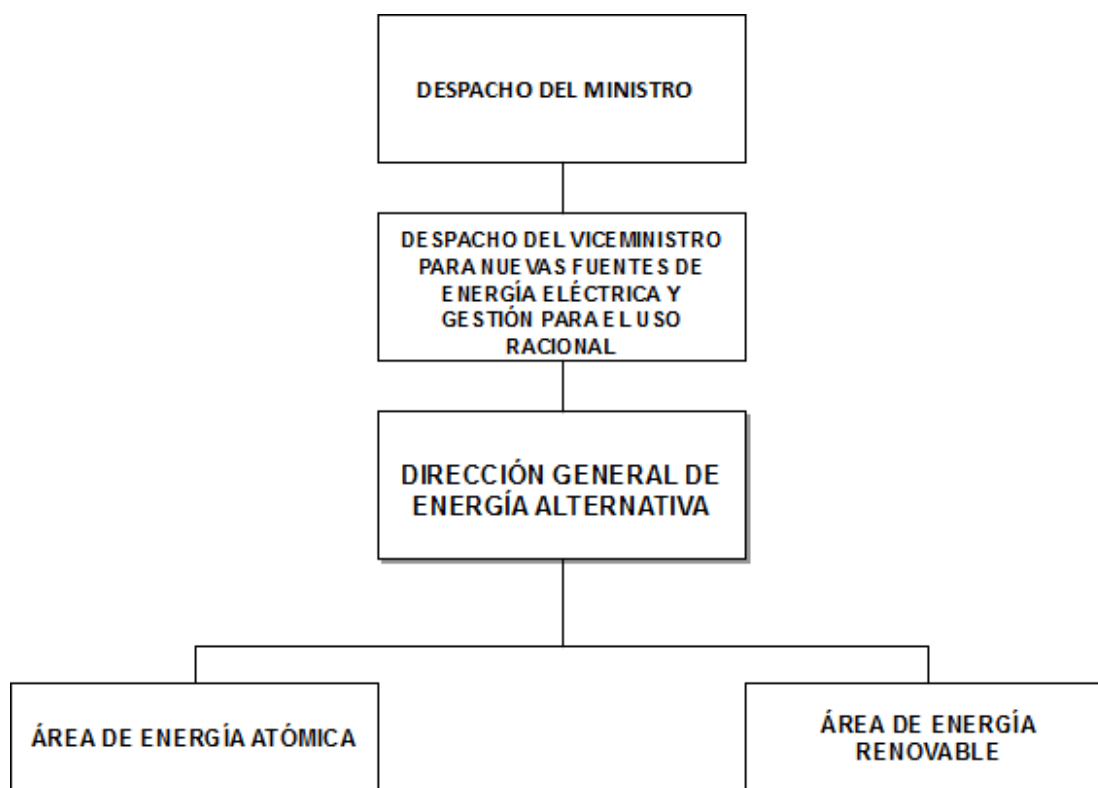 DESPACHO DEL MINISTRO
DESPACHO DEL VICEMINISTRO
PARA NUEVAS FUENTES DE
ENERGÍA ELÉCTRICA Y
GESTIÓN PARA EL USO
RACIONAL
DIRECCIÓN GENERAL DE
ENERGÍA ALTERNATIVA
ÁREA DE ENERGÍA ATÓMICA
ÁREA DE ENERGÍA
RENOVABLE